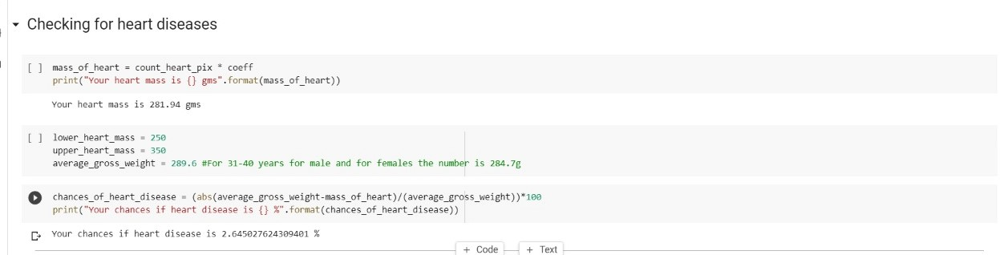 Checking for heart diseases
[ ] mass_of_heart = count_heart_pix * coeff
print("Your heart mass is {} gms".format(mass_of_heart))
Your heart mass is 281.94 gms
[ ] lower_heart_mass = 250
upper_heart_mass = 350
average_gross_weight = 289.6 #For 31-40 years for male and for females the number is 284.7g
chances_of_heart_disease = (abs(average_gross_weight-mass_of_heart)/(average_gross_weight))*100
print("Your chances if heart disease is {} %".format(chances_of_heart_disease))
Your chances if heart disease is 2.645027624309401 %
+ Code + Text